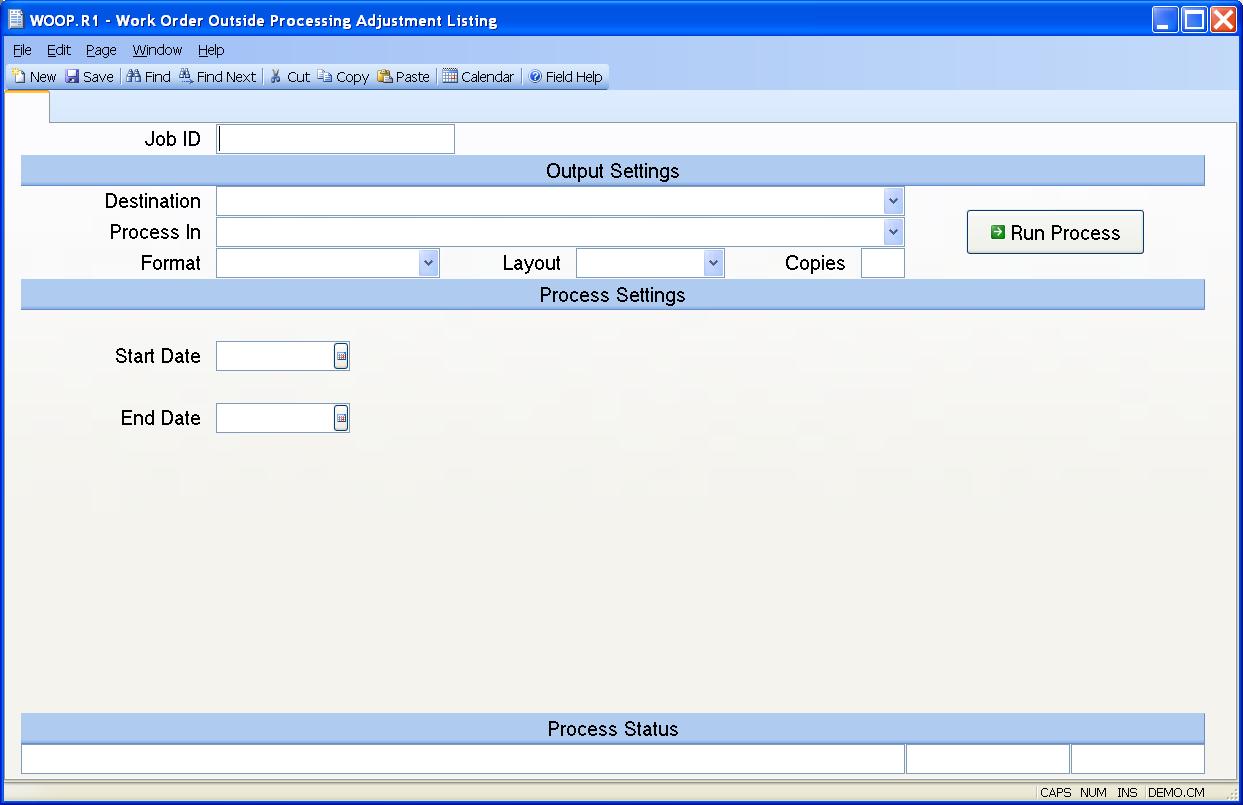 WOOP.R1 - Work Order Outside Processing Adjustment Listing
File Edit Page Window Help
New Save Find Find Next Cut Copy Paste Calendar Field Help
Job ID
Output Settings
Destination
Process In
Run Process
Format Layout Copies
Process Settings
Start Date
End Date
Process Status
CAPS NUM INS DEMO.CM